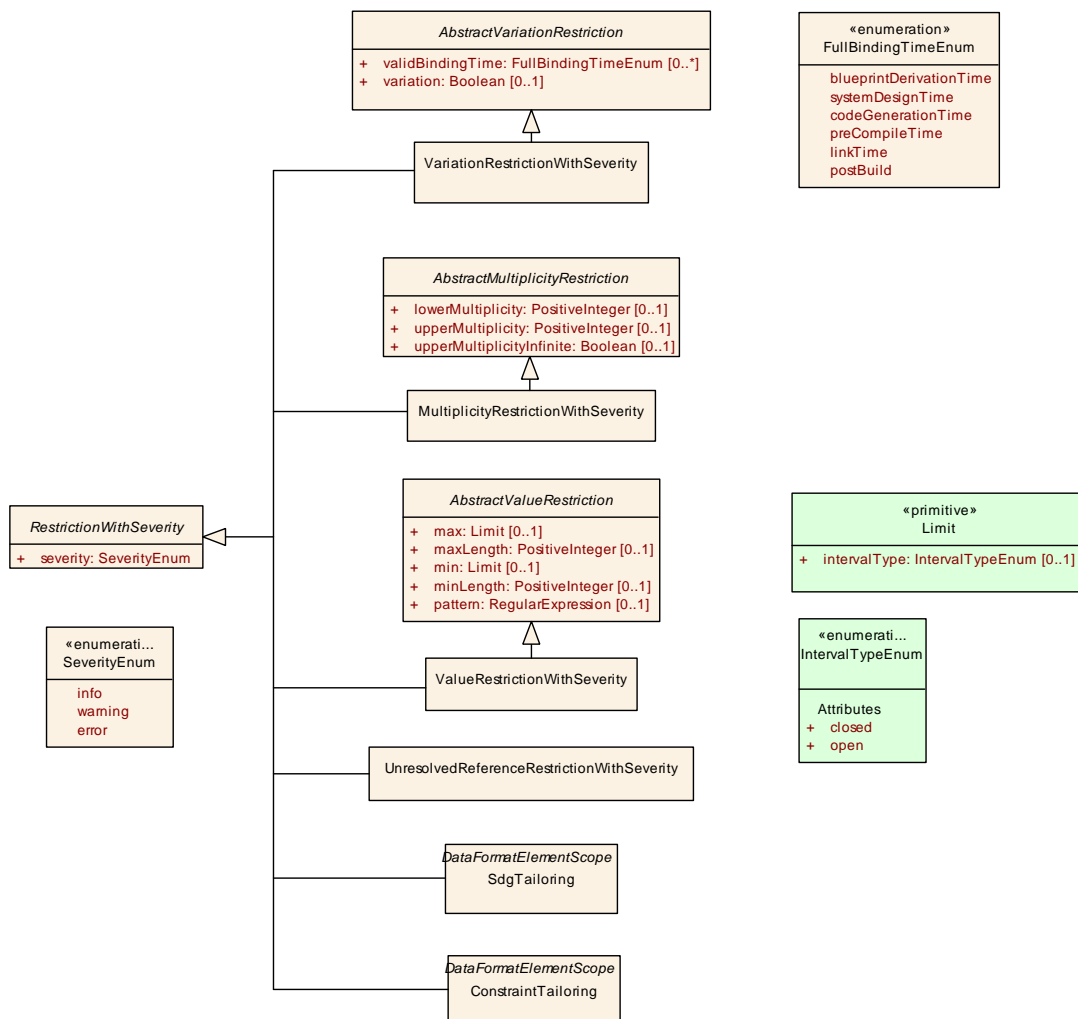 AbstractVariationRestriction
+ validBindingTime: FullBindingTimeEnum [0..*]
+ variation: Boolean [0..1]
«enumeration»
FullBindingTimeEnum
blueprintDerivationTime
systemDesignTime
codeGenerationTime
preCompileTime
linkTime
postBuild
VariationRestrictionWithSeverity
AbstractMultiplicityRestriction
+ lowerMultiplicity: PositiveInteger [0..1]
+ upperMultiplicity: PositiveInteger [0..1]
+ upperMultiplicityInfinite: Boolean [0..1]
MultiplicityRestrictionWithSeverity
AbstractValueRestriction
+ max: Limit [0..1]
+ maxLength: PositiveInteger [0..1]
+ min: Limit [0..1]
+ minLength: PositiveInteger [0..1]
+ pattern: RegularExpression [0..1]
«primitive»
Limit
+ intervalType: IntervalTypeEnum [0..1]
RestrictionWithSeverity
+ severity: SeverityEnum
«enumerati...
SeverityEnum
info
warning
error
«enumerati...
IntervalTypeEnum
Attributes
+ closed
+ open
ValueRestrictionWithSeverity
UnresolvedReferenceRestrictionWithSeverity
DataFormatElementScope
SdgTailoring
DataFormatElementScope
ConstraintTailoring